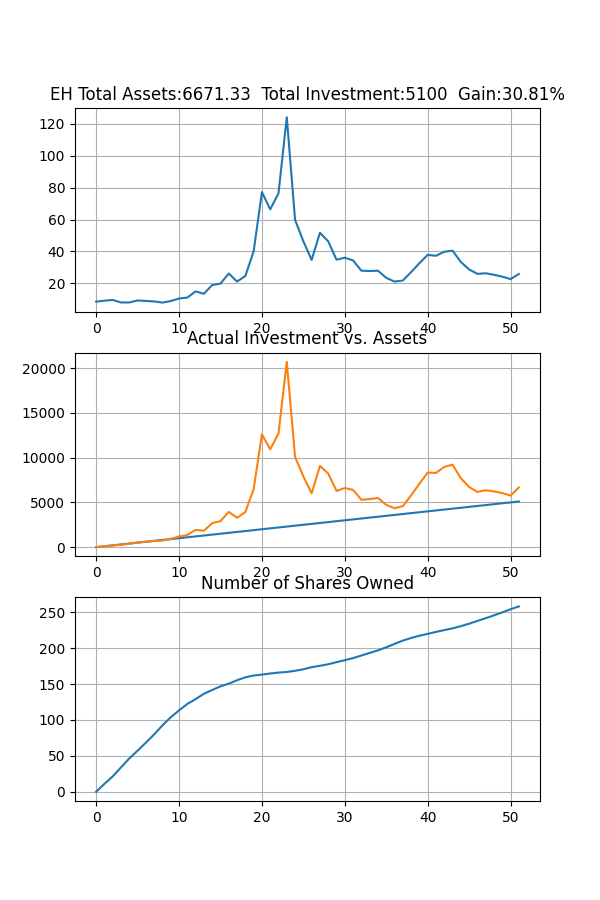 EH Total Assets:6671.33  Total Investment:5100  Gain:30.81%
120
100
80
60
40
20
0 10 20 30 40 50
Actual Investment vs. Assets
20000
15000
10000
5000
0
0 10 20 30 40 50
Number of Shares Owned
250
200
150
100
50
0
0 10 20 30 40 50